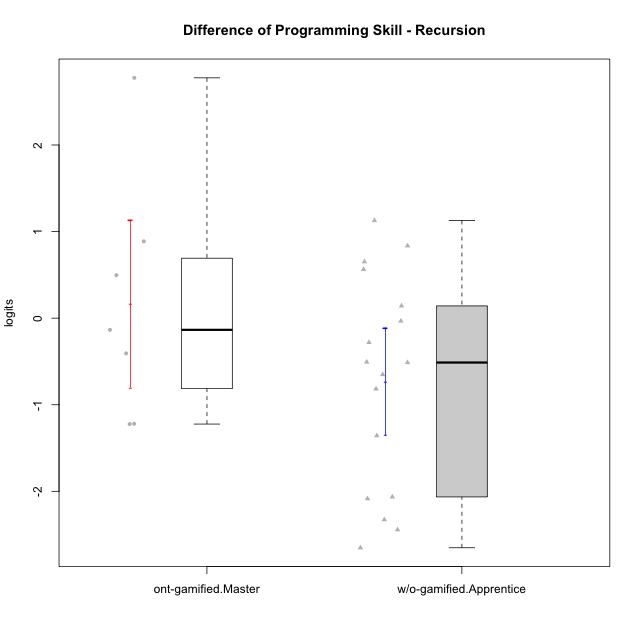 Difference of Programming Skill - Recursion
logits
2
1
0
-1
-2
ont-gamified.Master
w/o-gamified.Apprentice